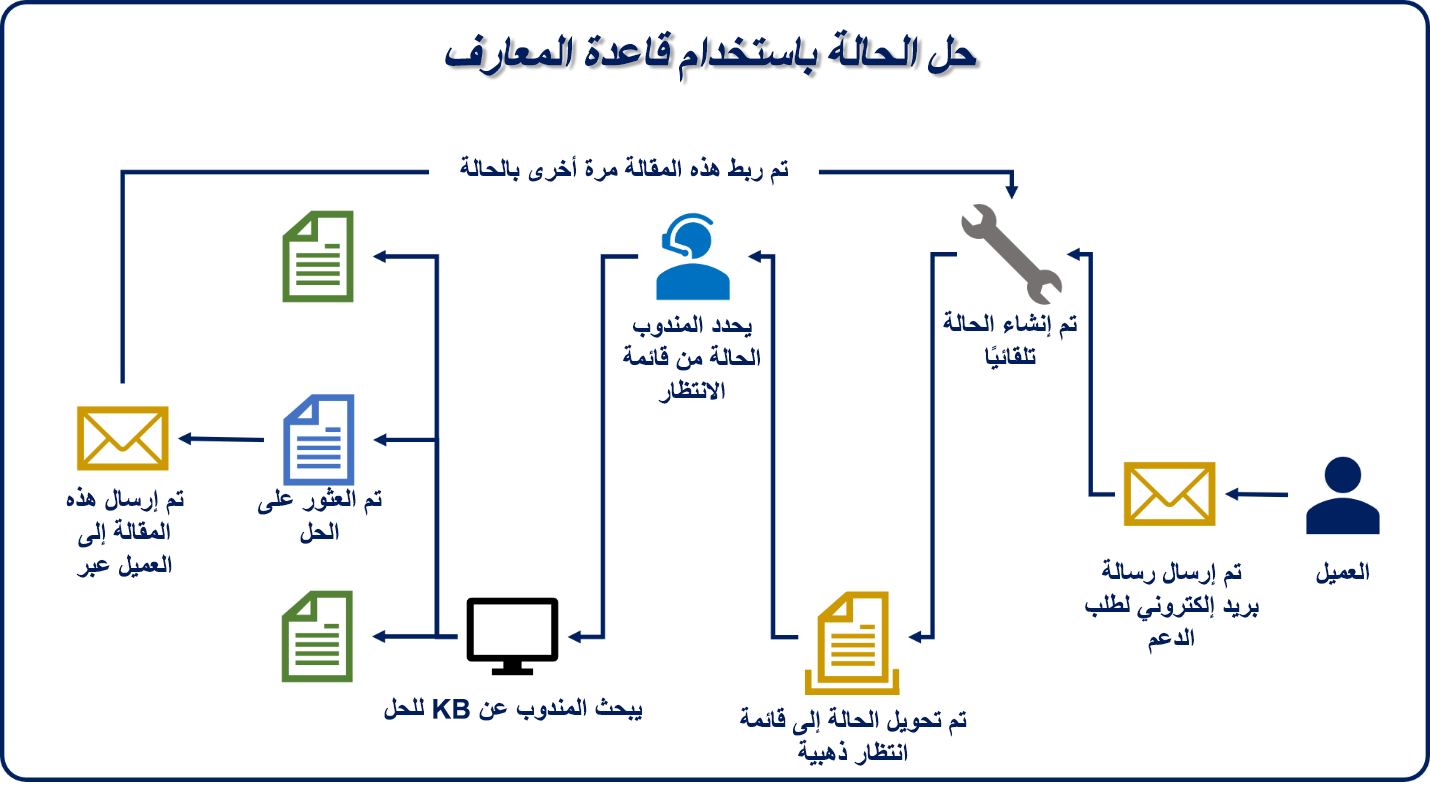 حل الحالة باستخدام قاعدة المعارف
تم ربط هذه المقالة مرة أخرى بالحالة
العميل
تم إرسال رسالة
بريد إلكتروني لطلب
الدعم
تم إنشاء الحالة
تلقائيًا
تم تحويل الحالة إلى قائمة
انتظار ذهبية
يحدد المندوب
الحالة من قائمة
الانتظار
يبحث المندوب عن KB للحل
تم العثور على
الحل
تم إرسال هذه
المقالة إلى
العميل عبر